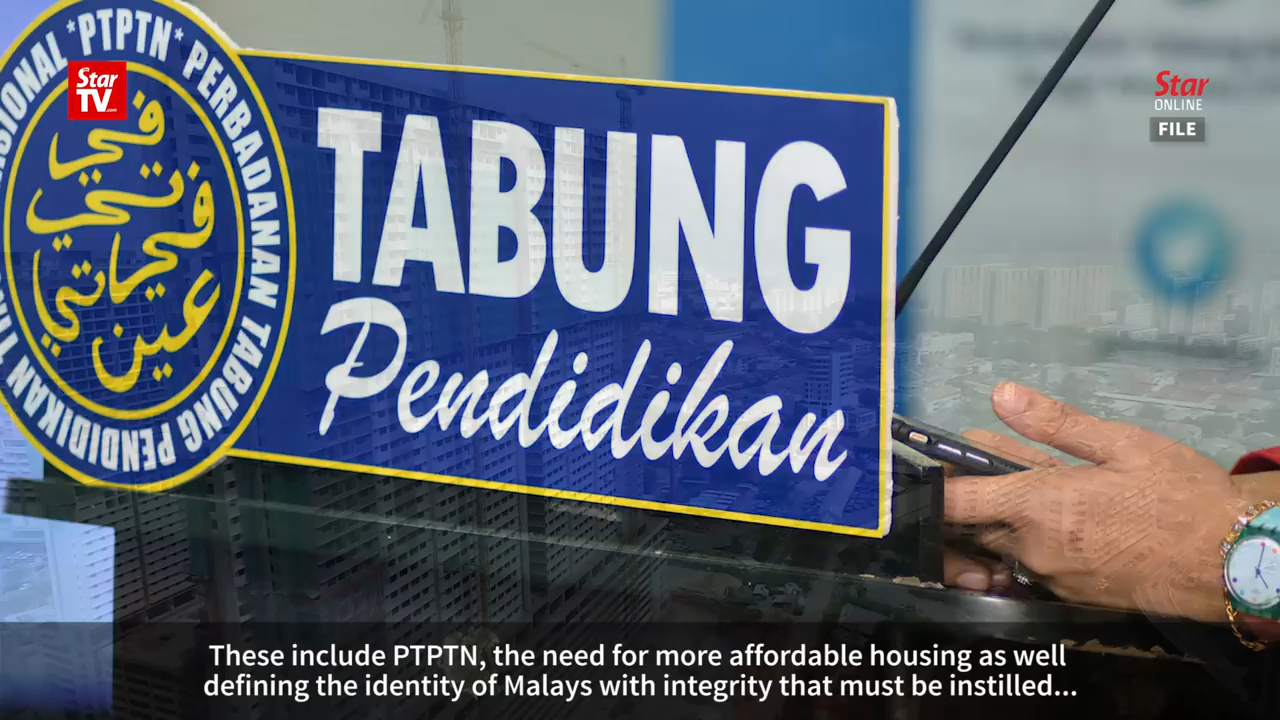 *PTPTN* PERBADANAN TABUNG PENDIDIKAN
Star
TV.com
Star
ONLINE
FILE
TABUNG
Pendidikan
These include PTPTN, the need for more affordable housing as well
defining the identity of Malays with integrity that must be instilled...